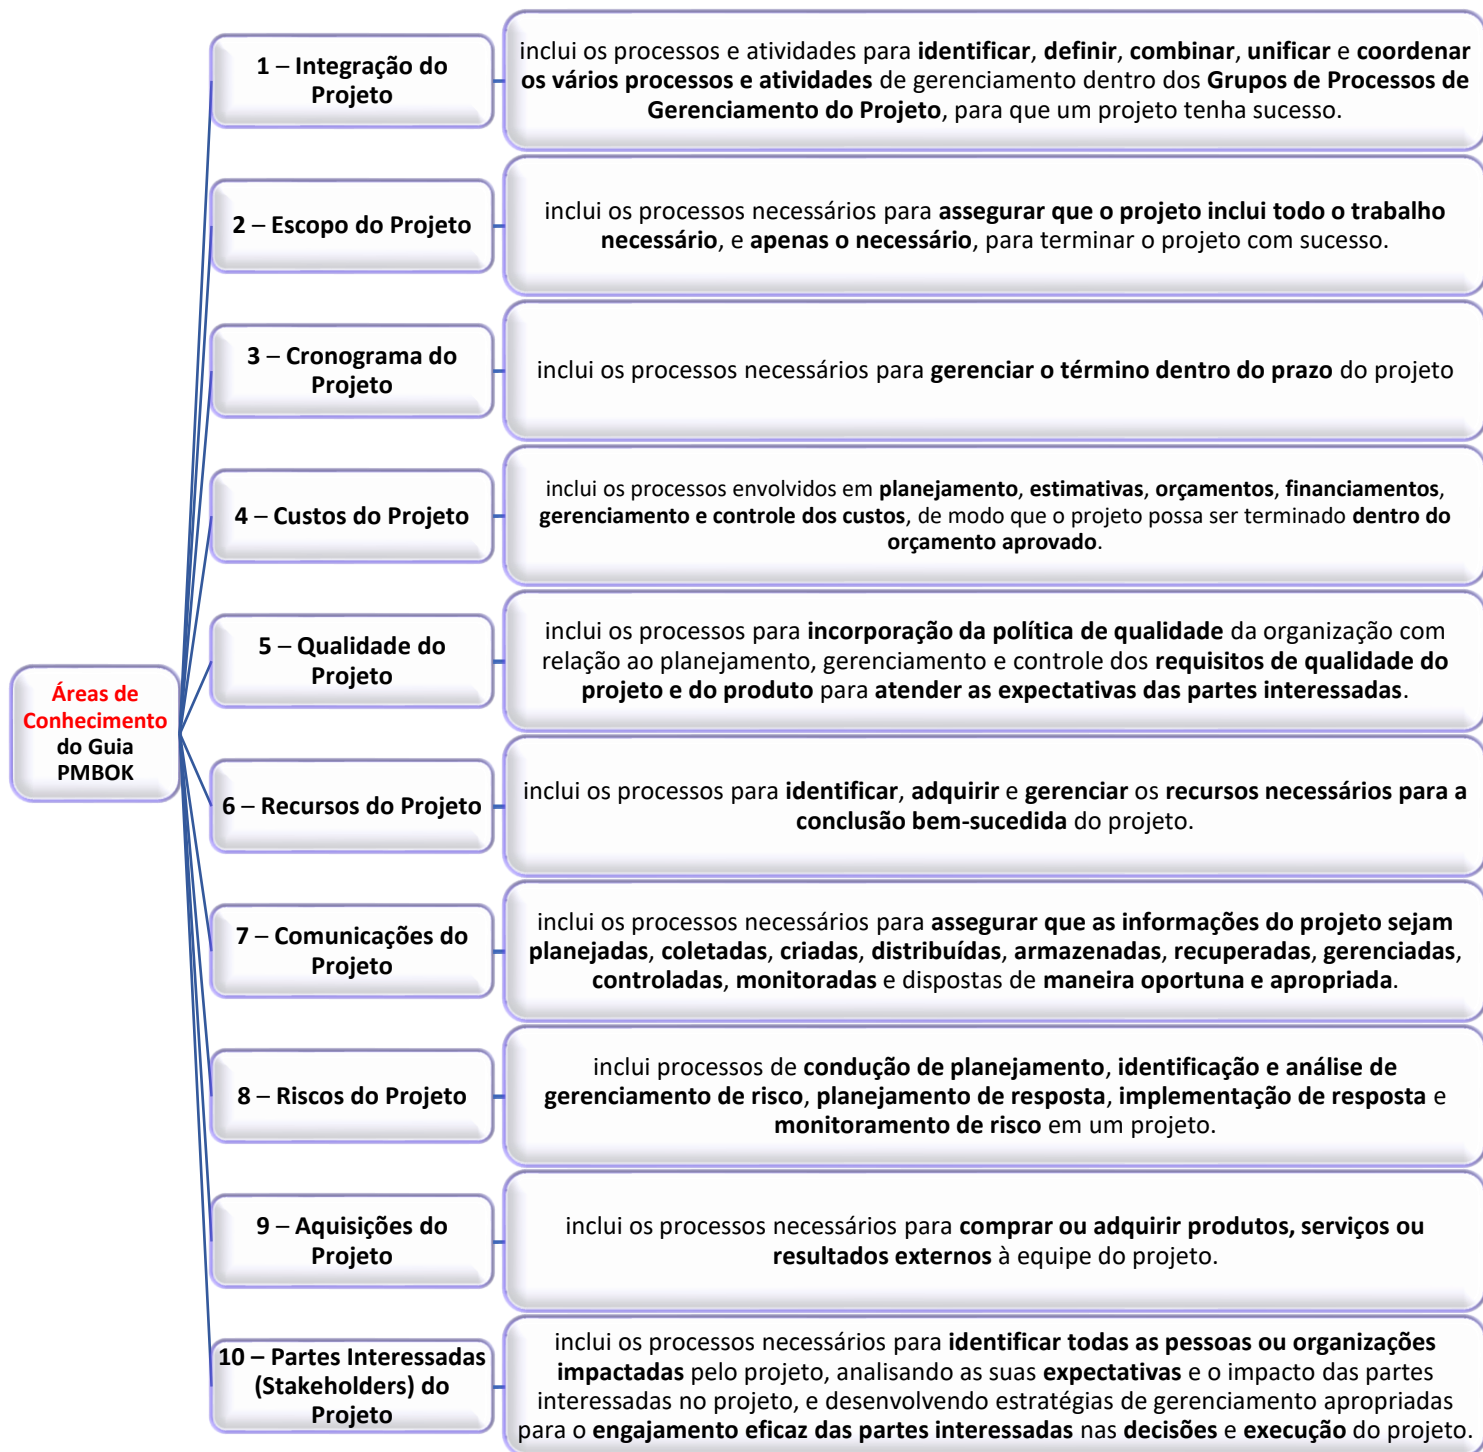 1 – Integração do
Projeto
inclui os processos e atividades para identificar, definir, combinar, unificar e coordenar
os vários processos e atividades de gerenciamento dentro dos Grupos de Processos de
Gerenciamento do Projeto, para que um projeto tenha sucesso.
2 – Escopo do Projeto
inclui os processos necessários para assegurar que o projeto inclui todo o trabalho
necessário, e apenas o necessário, para terminar o projeto com sucesso.
3 – Cronograma do
Projeto
inclui os processos necessários para gerenciar o término dentro do prazo do projeto
4 – Custos do Projeto
inclui os processos envolvidos em planejamento, estimativas, orçamentos, financiamentos,
gerenciamento e controle dos custos, de modo que o projeto possa ser terminado dentro do
orçamento aprovado.
5 – Qualidade do
Projeto
inclui os processos para incorporação da política de qualidade da organização com
relação ao planejamento, gerenciamento e controle dos requisitos de qualidade do
projeto e do produto para atender as expectativas das partes interessadas.
Áreas de
Conhecimento
do Guia
PMBOK
6 – Recursos do Projeto
inclui os processos para identificar, adquirir e gerenciar os recursos necessários para a
conclusão bem-sucedida do projeto.
7 – Comunicações do
Projeto
inclui os processos necessários para assegurar que as informações do projeto sejam
planejadas, coletadas, criadas, distribuídas, armazenadas, recuperadas, gerenciadas,
controladas, monitoradas e dispostas de maneira oportuna e apropriada.
8 – Riscos do Projeto
inclui processos de condução de planejamento, identificação e análise de
gerenciamento de risco, planejamento de resposta, implementação de resposta e
monitoramento de risco em um projeto.
9 – Aquisições do
Projeto
inclui os processos necessários para comprar ou adquirir produtos, serviços ou
resultados externos à equipe do projeto.
10 – Partes Interessadas
(Stakeholders) do
Projeto
inclui os processos necessários para identificar todas as pessoas ou organizações
impactadas pelo projeto, analisando as suas expectativas e o impacto das partes
interessadas no projeto, e desenvolvendo estratégias de gerenciamento apropriadas
para o engajamento eficaz das partes interessadas nas decisões e execução do projeto.